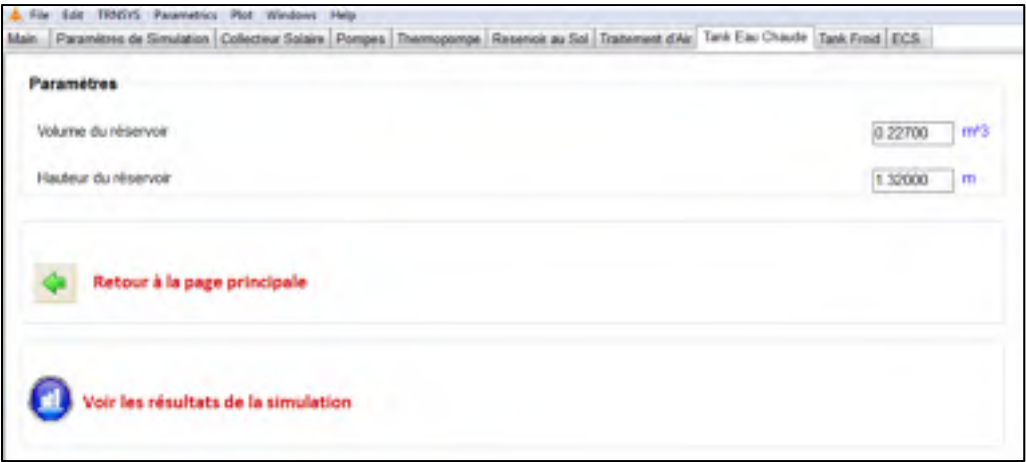 File Edit TRNSYS Parametrics Plot Windows Help
Main Paramètres de Simulation Collecteur Solaire Pompes Thermopompe Reservoir au Sol Traitement d'Air Tank Eau Chaude Tank Froid ECS
Paramètres
Volume du réservoir 0.22700 m^3
Hauteur du réservoir 1.32000 m
Retour à la page principale
Voir les résultats de la simulation